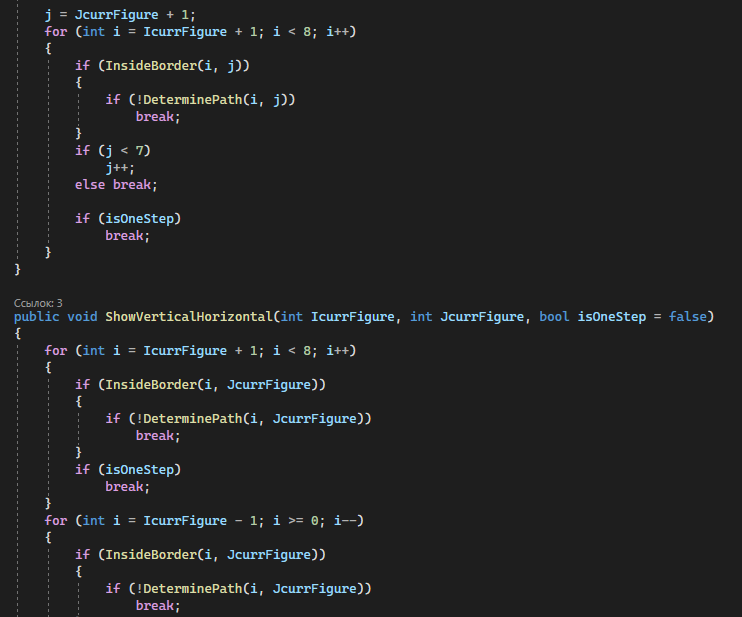 j = JcurrFigure + 1;
for (int i = IcurrFigure + 1; i < 8; i++)
{
if (InsideBorder(i, j))
{
if (!DeterminePath(i, j))
break;
}
if (j < 7)
j++;
else break;
if (isOneStep)
break;
}
}
Ссылок: 3
public void ShowVerticalHorizontal(int IcurrFigure, int JcurrFigure, bool isOneStep = false)
{
for (int i = IcurrFigure + 1; i < 8; i++)
{
if (InsideBorder(i, JcurrFigure))
{
if (!DeterminePath(i, JcurrFigure))
break;
}
if (isOneStep)
break;
}
for (int i = IcurrFigure - 1; i >= 0; i--)
{
if (InsideBorder(i, JcurrFigure))
{
if (!DeterminePath(i, JcurrFigure))
break;